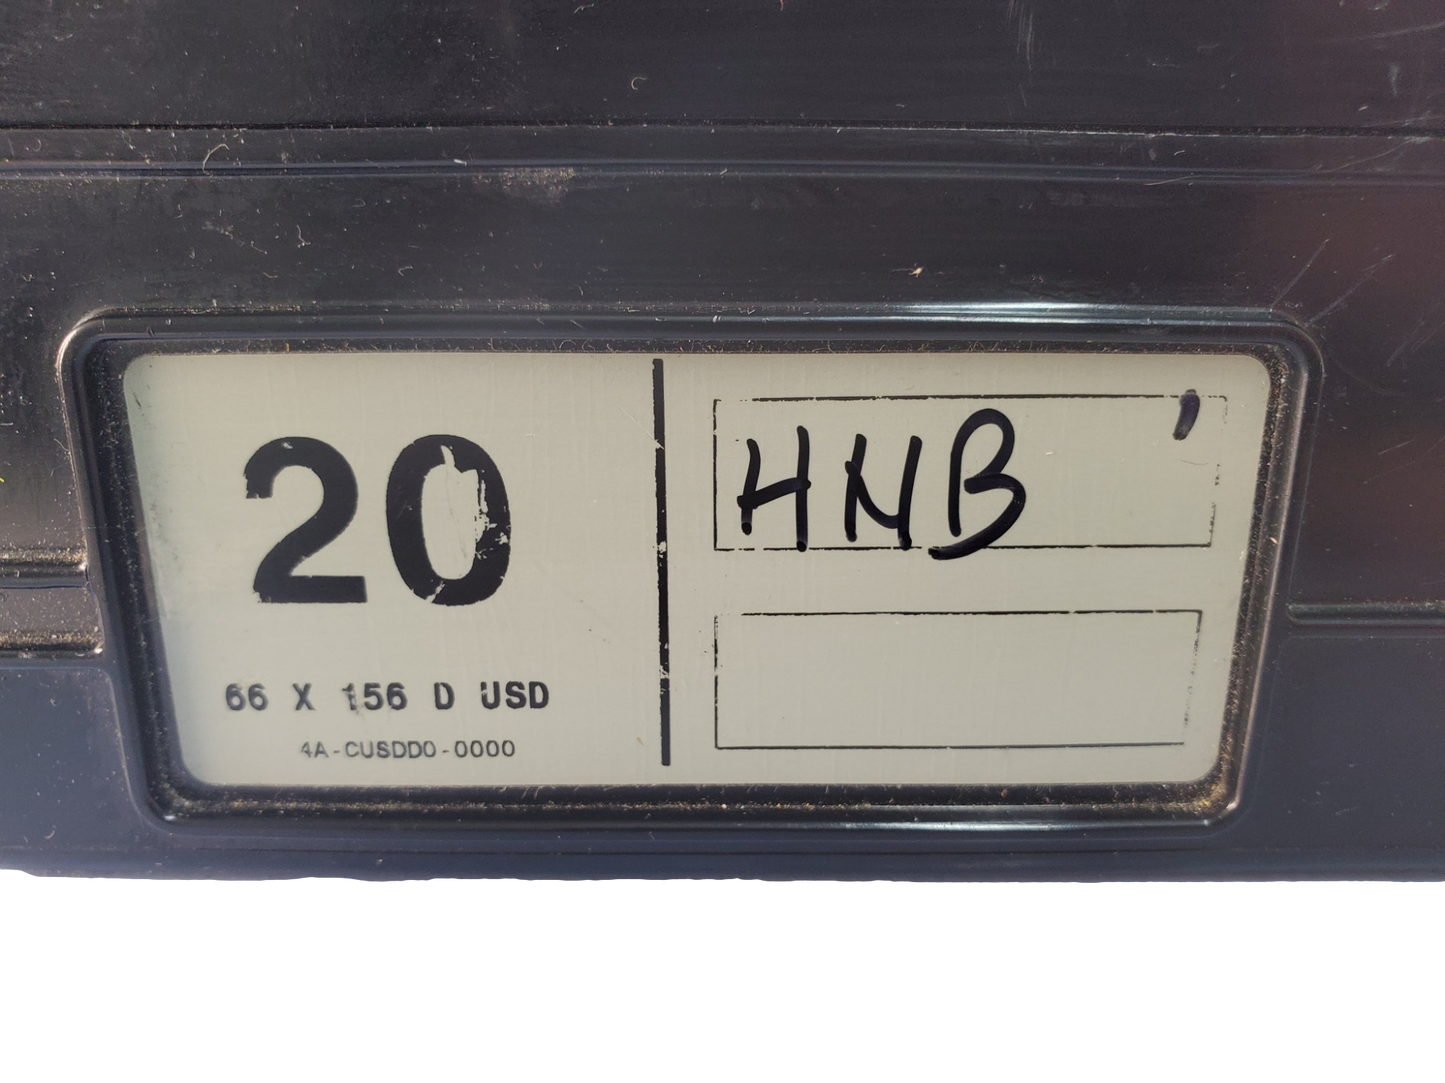 20
66 X 156 D USD
4A-CUSDD0-0000
HNB